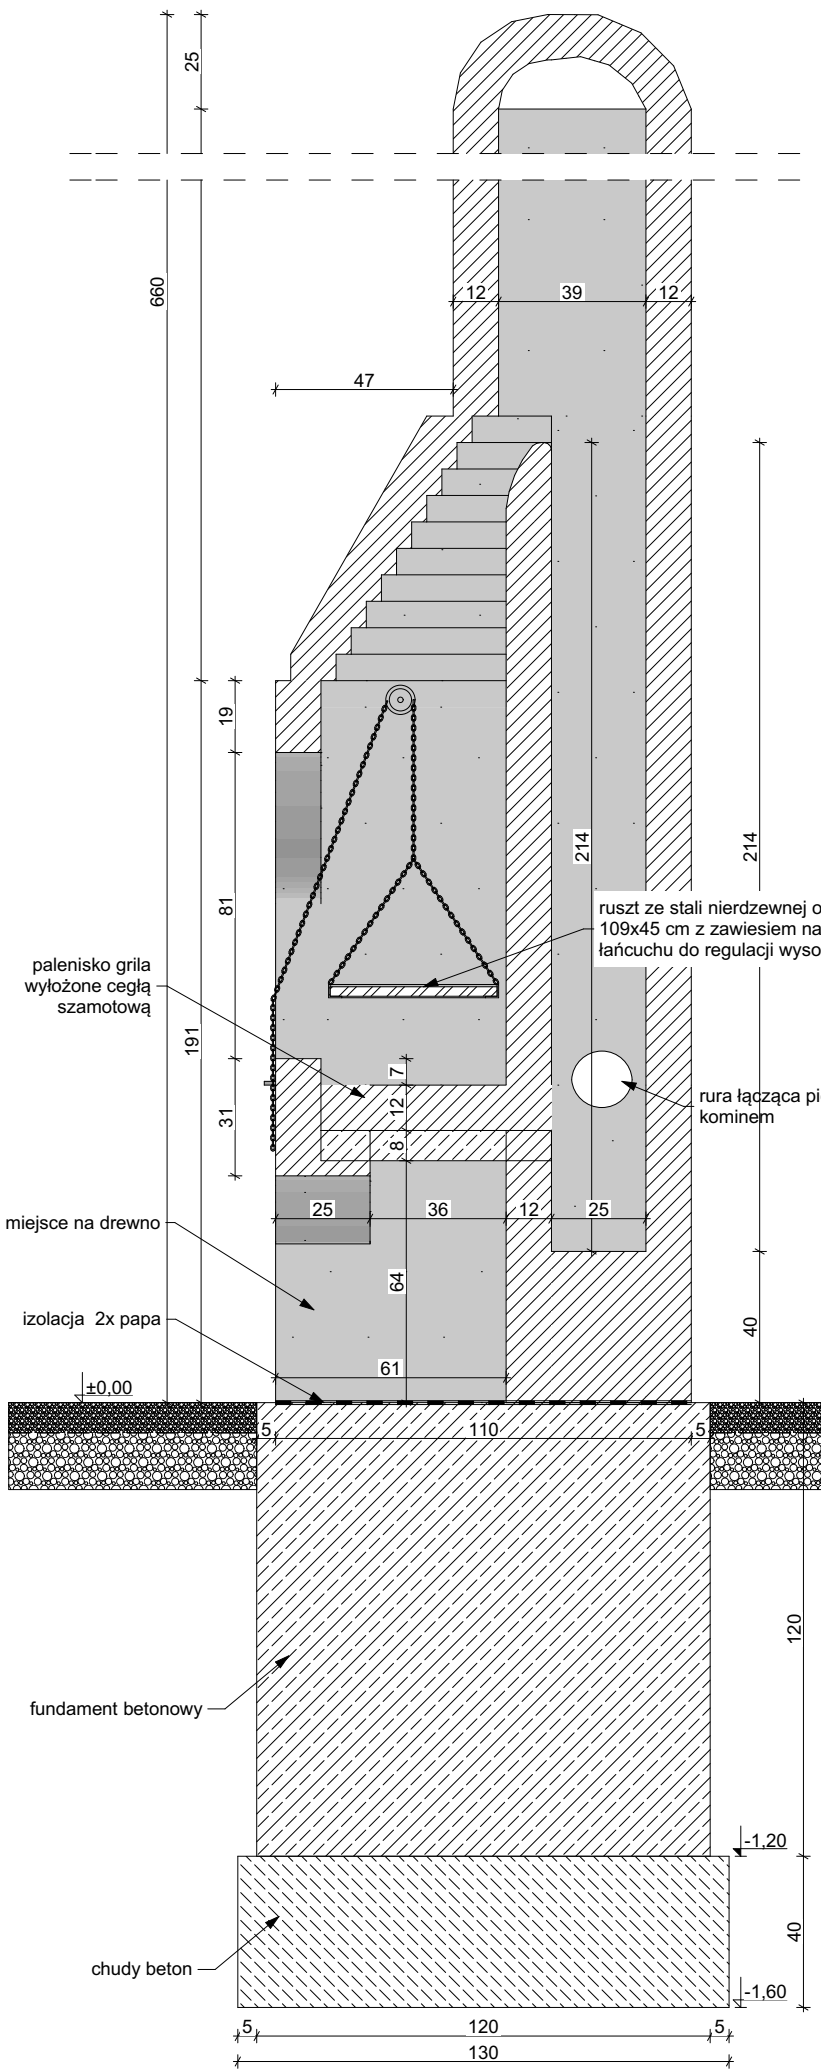 25
660
12 39 12
47
19
214
214
81
ruszt ze stali nierdzewnej o
109x45 cm z zawiesiem na
łańcuchu do regulacji wyso
palenisko grila
wyłożone cegłą
szamotową
191
7
12
31
8
rura łącząca pi
kominem
25 36 12 25
miejsce na drewno
64
izolacja 2x papa
40
61
±0,00
5 110 5
120
fundament betonowy
-1,20
40
chudy beton
-1,60
5 120 5
130